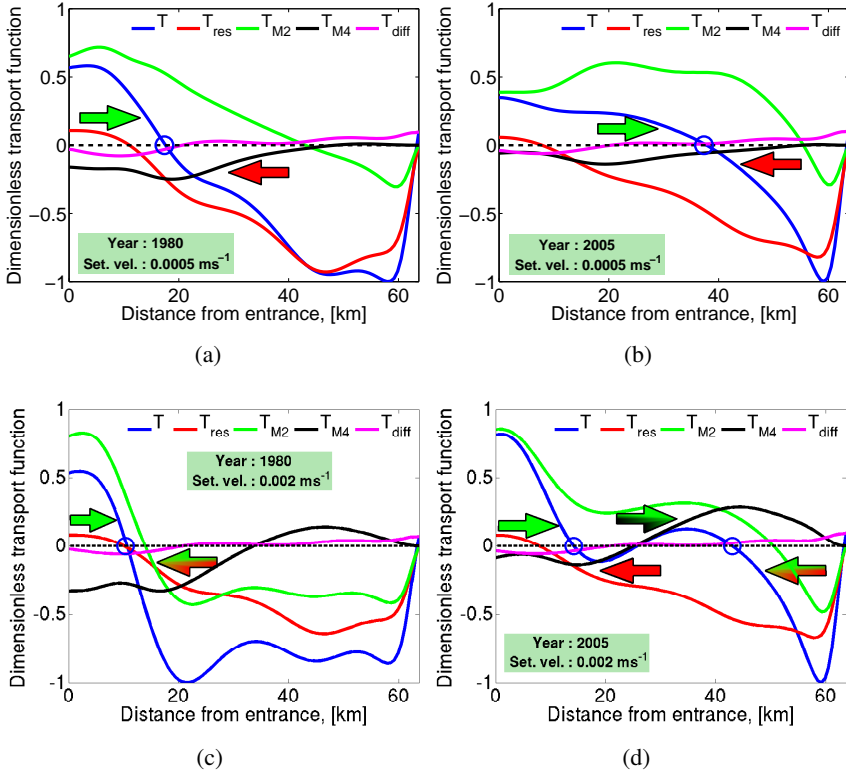 T T_res T_M2 T_M4 T_diff
Dimensionless transport function
1
0.5
0
−0.5
−1
Year : 1980
Set. vel. : 0.0005 ms⁻¹
0 20 40 60
Distance from entrance, [km]
(a)
T T_res T_M2 T_M4 T_diff
Dimensionless transport function
1
0.5
0
−0.5
−1
Year : 2005
Set. vel. : 0.0005 ms⁻¹
0 20 40 60
Distance from entrance, [km]
(b)
T T_res T_M2 T_M4 T_diff
Dimensionless transport function
1
0.5
0
-0.5
-1
Year : 1980
Set. vel. : 0.002 ms⁻¹
0 20 40 60
Distance from entrance, [km]
(c)
T T_res T_M2 T_M4 T_diff
Dimensionless transport function
1
0.5
0
-0.5
-1
Year : 2005
Set. vel. : 0.002 ms⁻¹
0 20 40 60
Distance from entrance, [km]
(d)